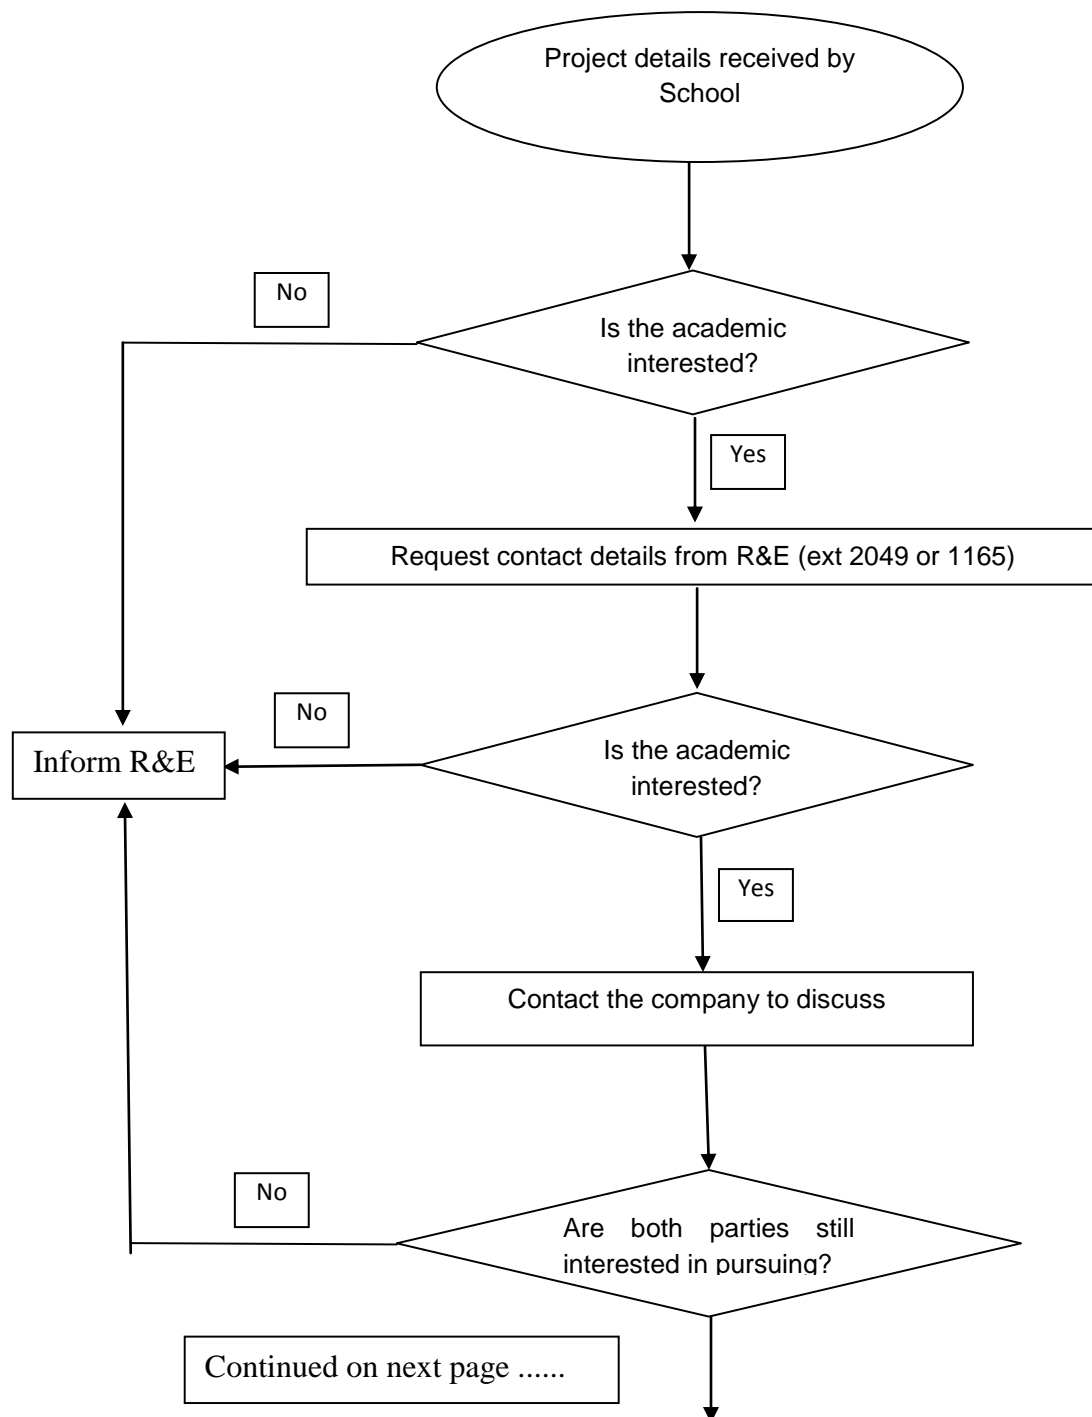 Project details received by
School
No
Is the academic
interested?
Yes
Request contact details from R&E (ext 2049 or 1165)
No
Inform R&E
Is the academic
interested?
Yes
Contact the company to discuss
No
Are both parties still
interested in pursuing?
Continued on next page ......